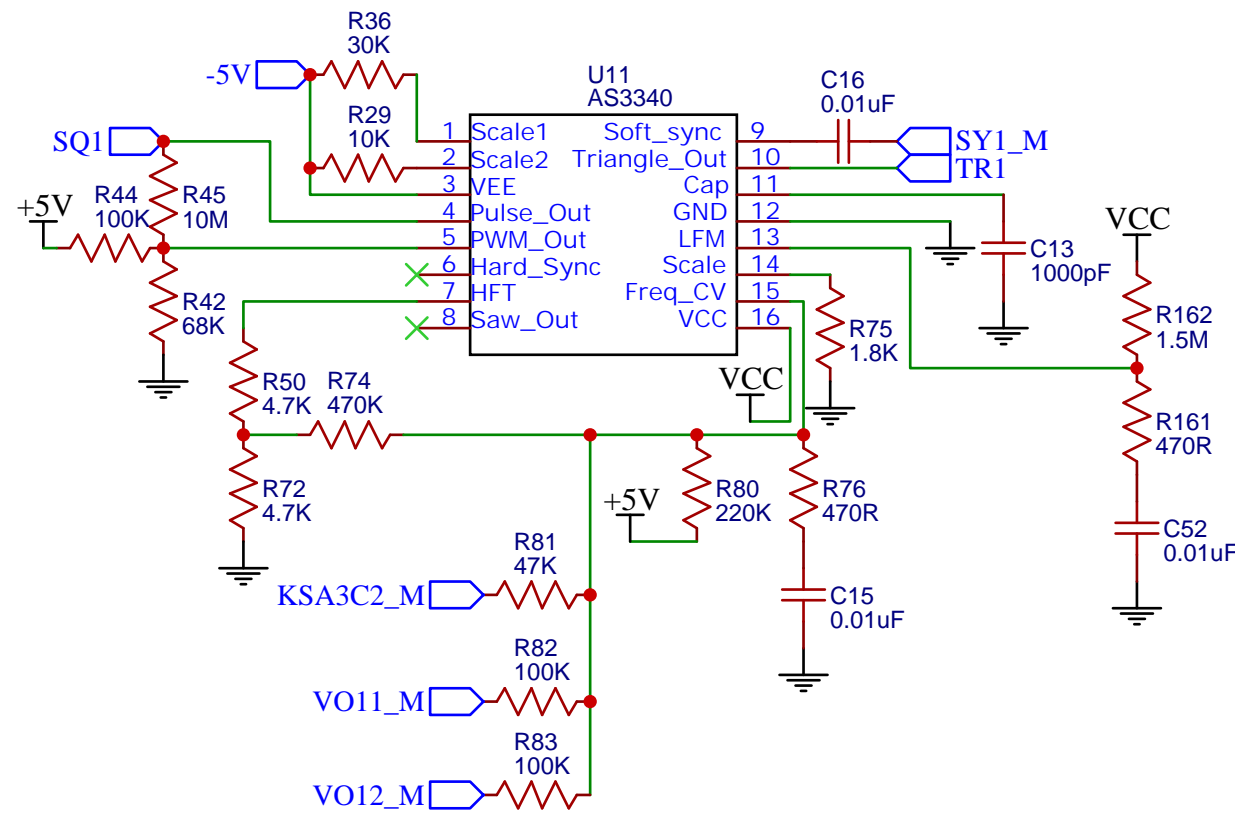 R36
30K
-5V
U11
AS3340
C16
0.01uF
R29
10K
SQ1
1 Scale1
2 Scale2
3 VEE
4 Pulse_Out
5 PWM_Out
6 Hard_Sync
7 HFT
8 Saw_Out
Soft_sync 9
Triangle_Out 10
Cap 11
GND 12
LFM 13
Scale 14
Freq_CV 15
VCC 16
SY1_M
TR1
+5V
R44
100K
R45
10M
R42
68K
C13
1000pF
VCC
R162
1.5M
R75
1.8K
VCC
R50
4.7K
R74
470K
R161
470R
R72
4.7K
+5V
R80
220K
R76
470R
C52
0.01uF
R81
47K
KSA3C2_M
C15
0.01uF
R82
100K
VO11_M
R83
100K
VO12_M